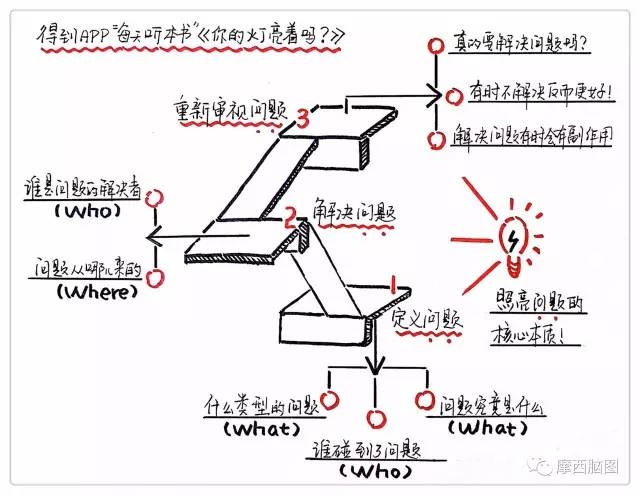 得到APP“每天听本书”《你的灯亮着吗?》
真的要解决问题吗?
有时不解决反而更好!
解决问题有时会有副作用
重新审视问题
3
谁是问题的解决者
(Who)
问题从哪儿来的
(Where)
2
解决问题
1
定义问题
照亮问题的
核心本质!
什么类型的问题
(What)
谁碰到了问题
(Who)
问题究竟是什么
(What)
摩西脑图